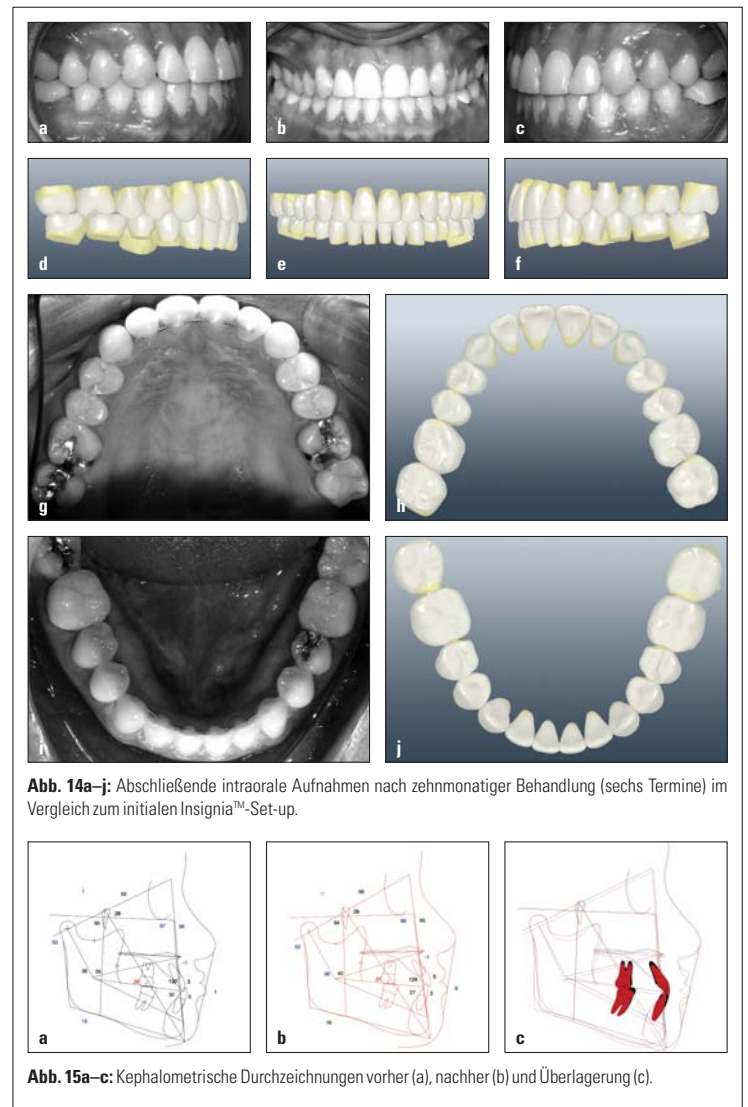 a
b
c
d
e
f
g
h
i
j
Abb. 14a–j: Abschließende intraorale Aufnahmen nach zehnmonatiger Behandlung (sechs Termine) im
Vergleich zum initialen Insignia™-Set-up.
a
b
c
Abb. 15a–c: Kephalometrische Durchzeichnungen vorher (a), nachher (b) und Überlagerung (c).